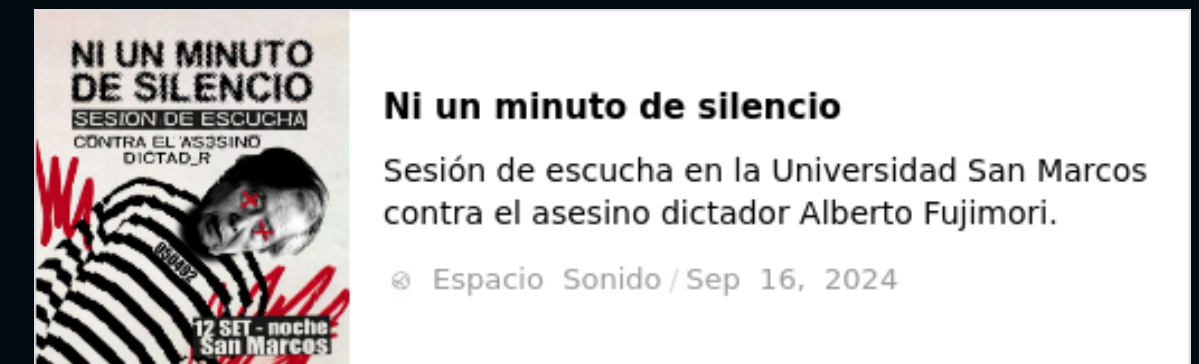 NI UN MINUTO
DE SILENCIO
SESIÓN DE ESCUCHA
CONTRA EL AS3SINO
DICTAD_R
050492
12 SET - noche
San Marcos
Ni un minuto de silencio
Sesión de escucha en la Universidad San Marcos
contra el asesino dictador Alberto Fujimori.
Espacio Sonido / Sep 16, 2024